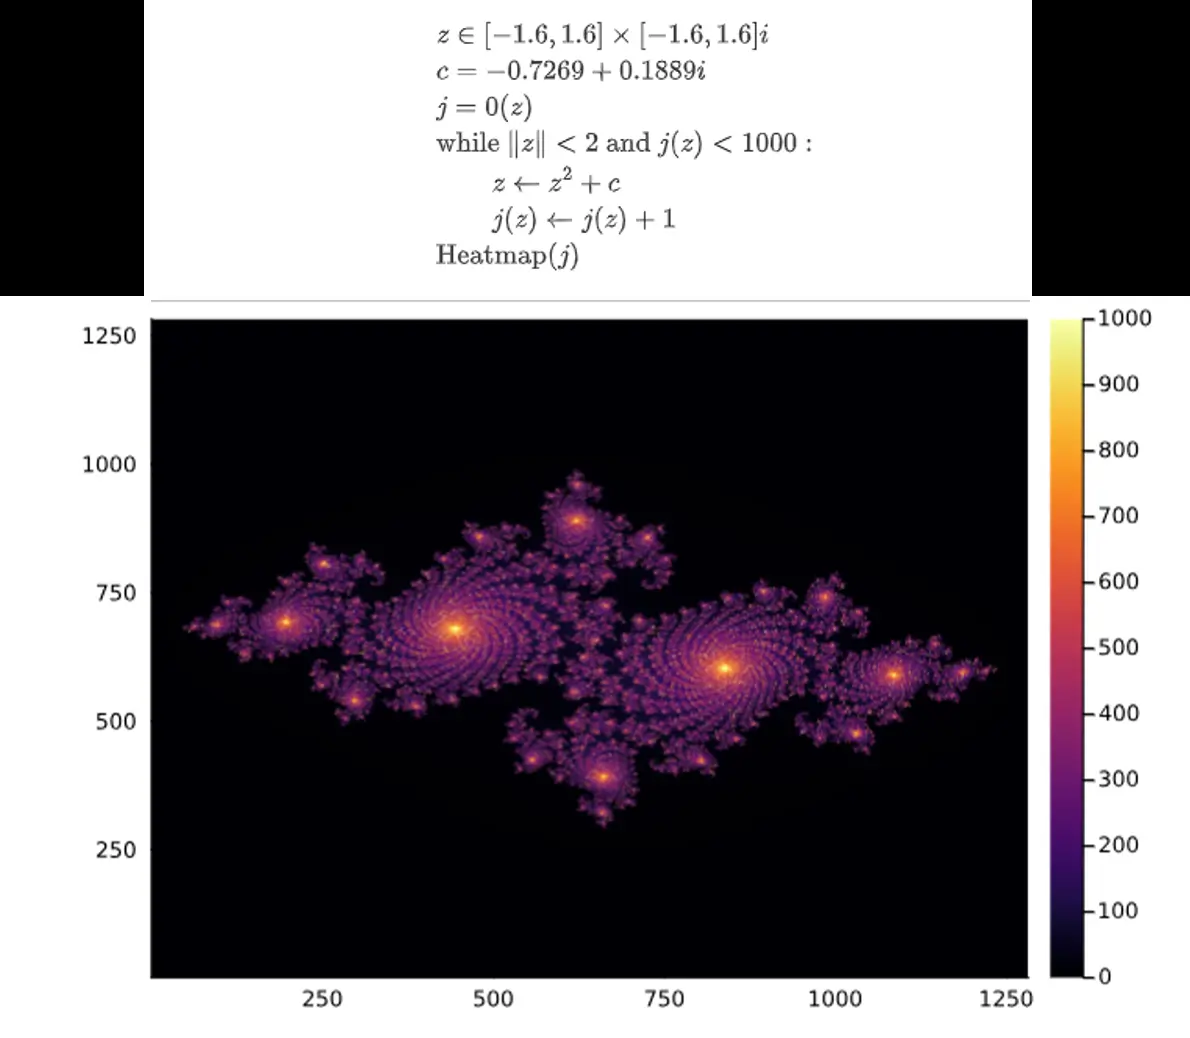 z ∈ [−1.6, 1.6] × [−1.6, 1.6]i
c = −0.7269 + 0.1889i
j = 0(z)
while ‖z‖ < 2 and j(z) < 1000 :
z ← z² + c
j(z) ← j(z) + 1
Heatmap(j)
1250
1000
750
500
250
250 500 750 1000 1250
1000
900
800
700
600
500
400
300
200
100
0